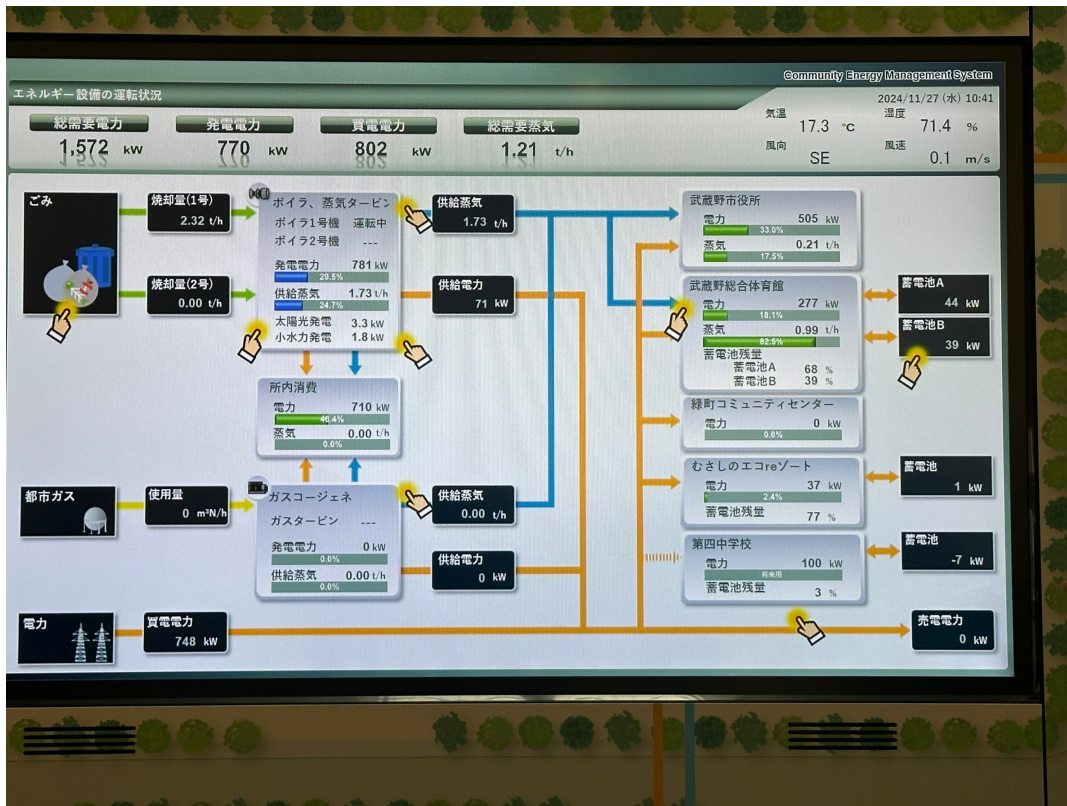 Community Energy Management System
エネルギー設備の運転状況
2024/11/27(水) 10:41
総需要電力
1,572 kW
発電電力
770 kW
買電電力
802 kW
総需要蒸気
1.21 t/h
気温
17.3 ℃
湿度
71.4 %
風向
SE
風速
0.1 m/s
ごみ
焼却量(1号)
2.32 t/h
焼却量(2号)
0.00 t/h
ボイラ、蒸気タービン
ボイラ1号機 運転中
ボイラ2号機 ---
発電電力 781 kW
29.5%
供給蒸気 1.73 t/h
24.7%
太陽光発電 3.3 kW
小水力発電 1.8 kW
供給蒸気
1.73 t/h
供給電力
71 kW
所内消費
電力 710 kW
46.4%
蒸気 0.00 t/h
0.0%
都市ガス
使用量
0 m³N/h
ガスコージェネ
ガスタービン ---
発電電力 0 kW
0.0%
供給蒸気 0.00 t/h
0.0%
供給蒸気
0.00 t/h
供給電力
0 kW
電力
買電電力
748 kW
武蔵野市役所
電力 505 kW
33.0%
蒸気 0.21 t/h
17.5%
武蔵野総合体育館
電力 277 kW
18.1%
蒸気 0.99 t/h
82.5%
蓄電池残量
蓄電池A 68 %
蓄電池B 39 %
蓄電池A
44 kW
蓄電池B
39 kW
緑町コミュニティセンター
電力 0 kW
0.0%
むさしのエコreゾート
電力 37 kW
2.4%
蓄電池残量 77 %
蓄電池
1 kW
第四中学校
電力 100 kW
将来用
蓄電池残量 3 %
蓄電池
-7 kW
売電電力
0 kW